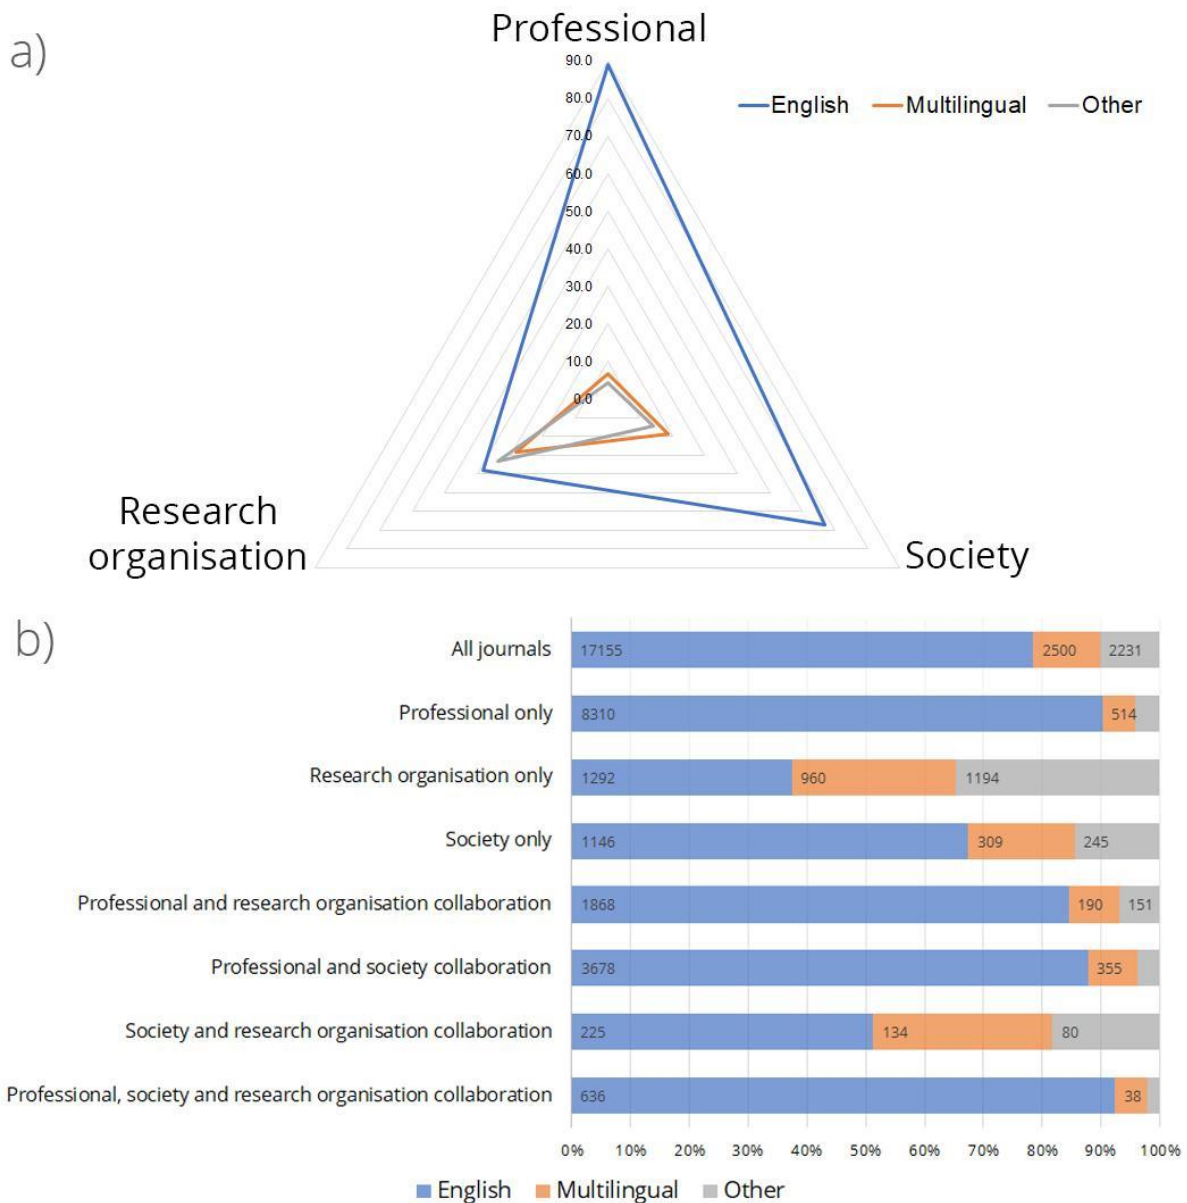 a)
Professional
90.0
80.0
70.0
60.0
50.0
40.0
30.0
20.0
10.0
0.0
English Multilingual Other
Research
organisation
Society
b)
All journals 17155 2500 2231
Professional only 8310 514
Research organisation only 1292 960 1194
Society only 1146 309 245
Professional and research organisation collaboration 1868 190 151
Professional and society collaboration 3678 355
Society and research organisation collaboration 225 134 80
Professional, society and research organisation collaboration 636 38
0% 10% 20% 30% 40% 50% 60% 70% 80% 90% 100%
English Multilingual Other